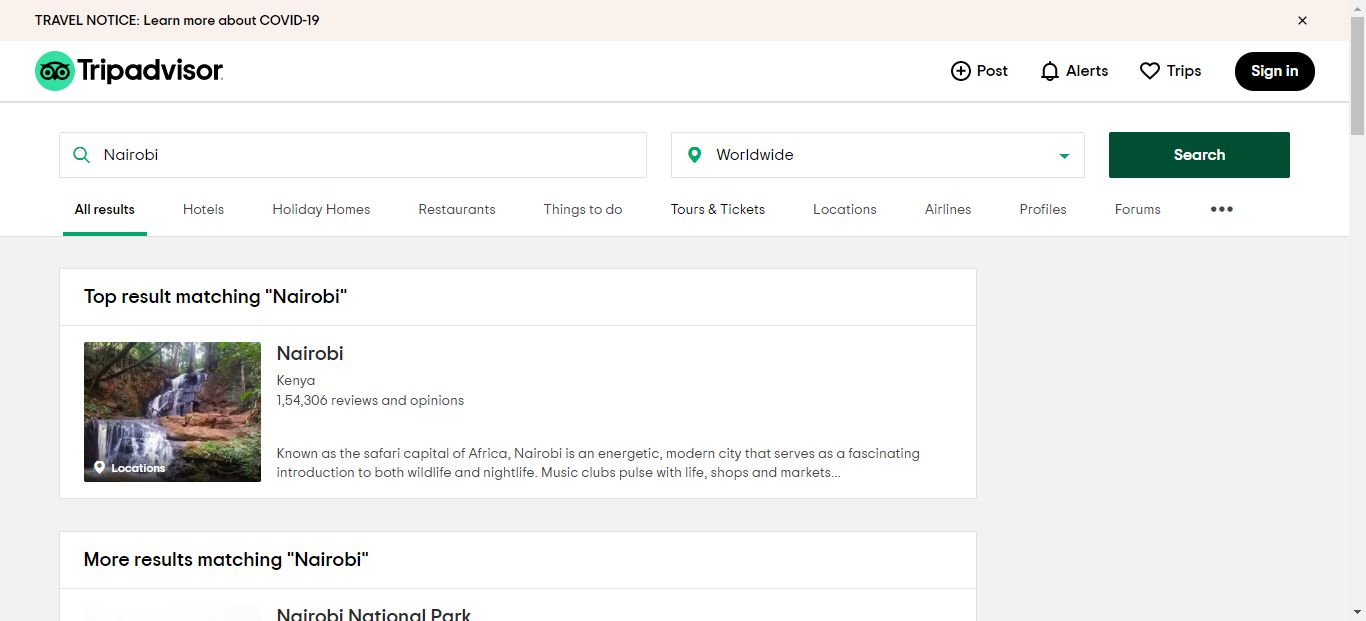 TRAVEL NOTICE: Learn more about COVID-19
Tripadvisor
Post
Alerts
Trips
Sign in
Nairobi
Worldwide
Search
All results
Hotels
Holiday Homes
Restaurants
Things to do
Tours & Tickets
Locations
Airlines
Profiles
Forums
Top result matching "Nairobi"
Nairobi
Kenya
1,54,306 reviews and opinions
Known as the safari capital of Africa, Nairobi is an energetic, modern city that serves as a fascinating
introduction to both wildlife and nightlife. Music clubs pulse with life, shops and markets...
Locations
More results matching "Nairobi"
Nairobi National Park